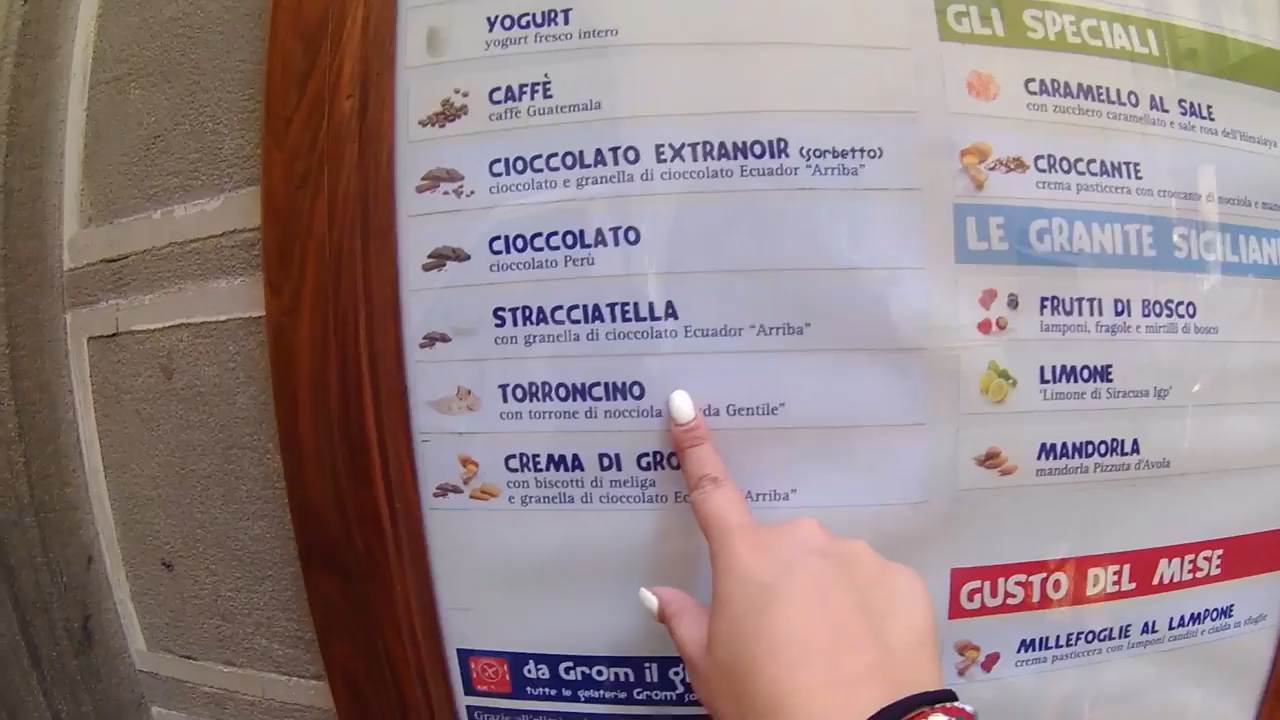 YOGURT
yogurt fresco intero
CAFFÈ
caffè Guatemala
CIOCCOLATO EXTRANOIR (sorbetto)
cioccolato e granella di cioccolato Ecuador "Arriba"
CIOCCOLATO
cioccolato Perù
STRACCIATELLA
con granella di cioccolato Ecuador "Arriba"
TORRONCINO
con torrone di nocciola Gentile"
CREMA DI
con biscotti di meliga
e granella di cioccolato Arriba"
da Grom il
tutte le gelaterie Grom
GLI SPECIALI
CARAMELLO AL SALE
con zucchero caramellato e sale rosa dell'Himalaya
CROCCANTE
crema pasticcera con croccante di nocciola e
LE GRANITE
FRUTTI DI BOSCO
lamponi, fragole e mirtilli di bosco
LIMONE
'Limone di Siracusa Igp'
MANDORLA
mandorla Pizzuta d'Avola
GUSTO DEL MESE
MILLEFOGLIE AL LAMPONE
crema pasticcera con lamponi canditi e cialda in sfoglie